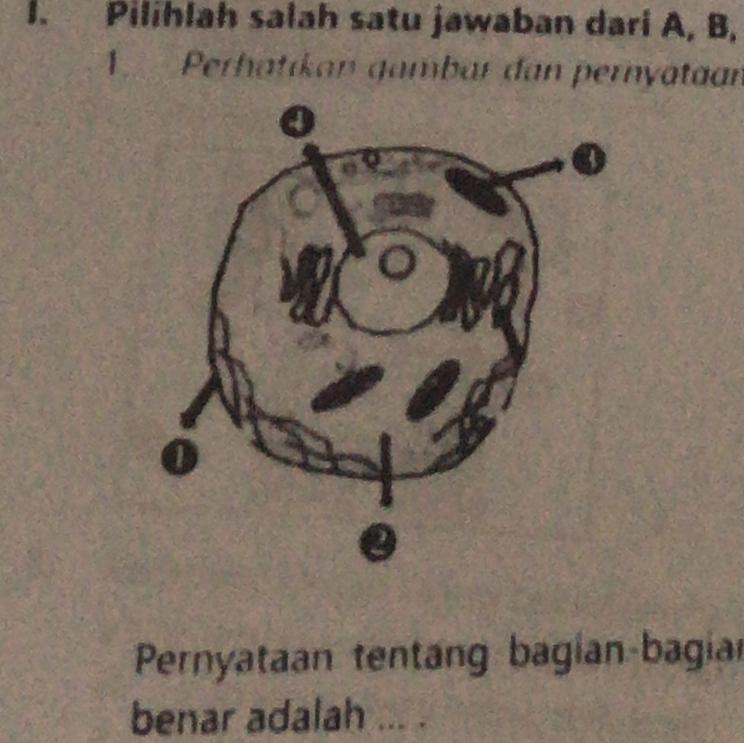 I. Pilihlah salah satu jawaban dari A, B,
1. Perhatikan gambar dan pernyataan
4
3
1
2
Pernyataan tentang bagian-bagian
benar adalah ... .